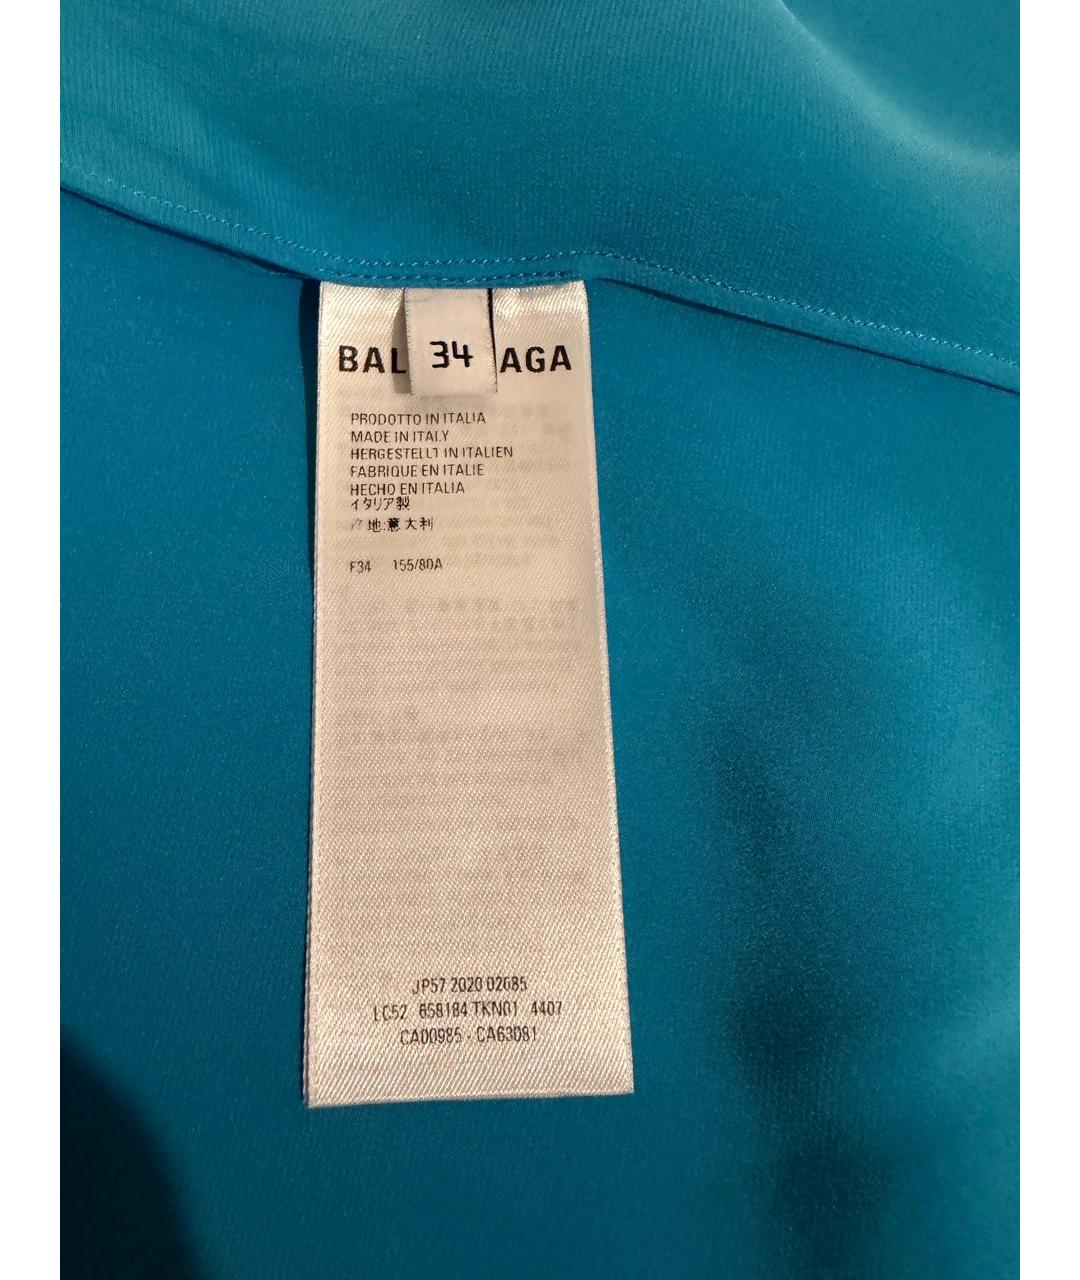 BAL 34 AGA
PRODOTTO IN ITALIA
MADE IN ITALY
HERGESTELLT IN ITALIEN
FABRIQUE EN ITALIE
HECHO EN ITALIA
イタリア製
产地:意大利
F34 155/80A
JP57 2020 02685
LC52 658184 TKN01 4407
CA00985 - CA63081